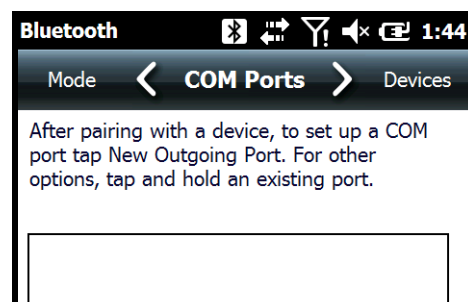 Bluetooth 1:44
Mode COM Ports Devices
After pairing with a device, to set up a COM
port tap New Outgoing Port. For other
options, tap and hold an existing port.